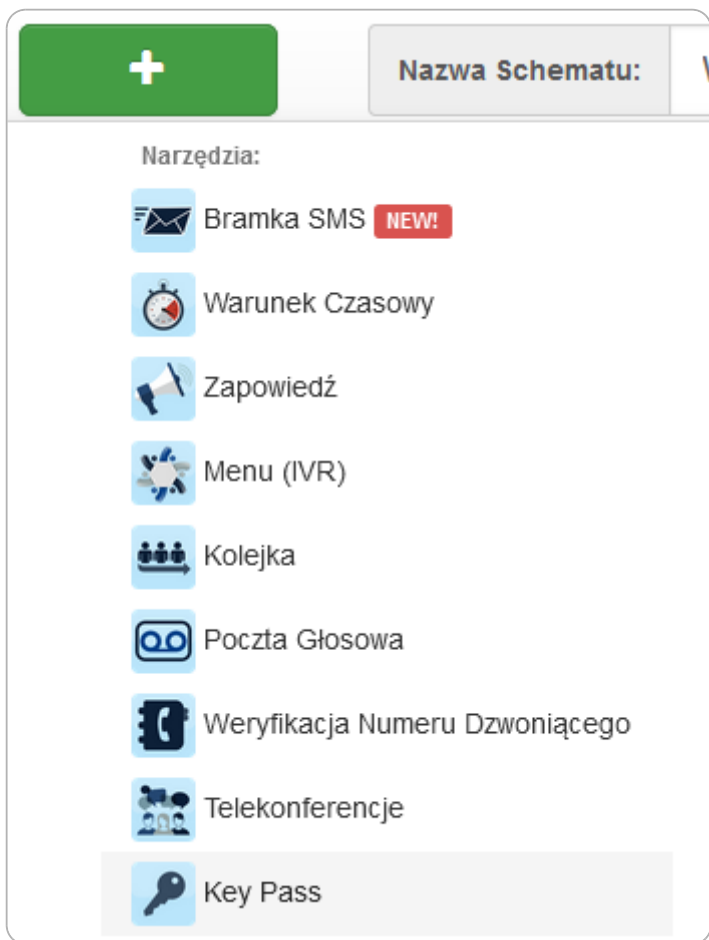 Nazwa Schematu:
Narzędzia:
Bramka SMS NEW!
Warunek Czasowy
Zapowiedź
Menu (IVR)
Kolejka
Poczta Głosowa
Weryfikacja Numeru Dzwoniącego
Telekonferencje
Key Pass